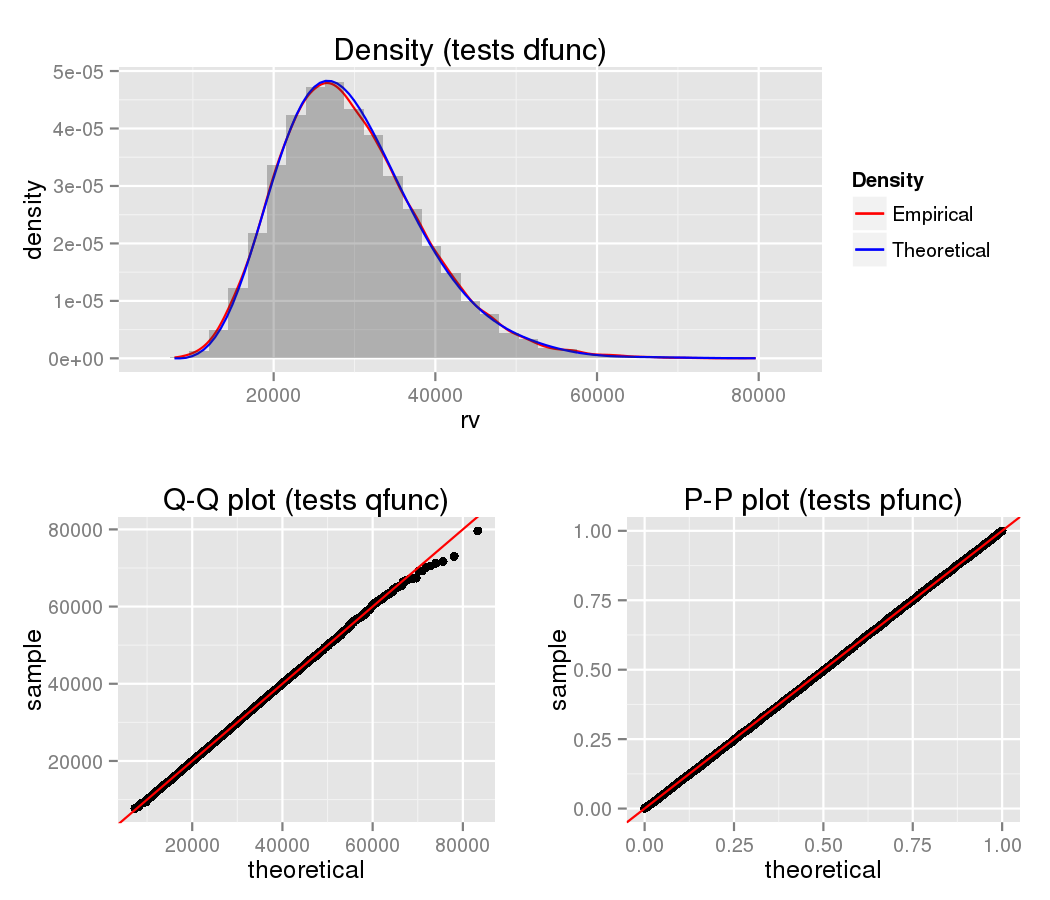 Density (tests dfunc)
density
5e-05
4e-05
3e-05
2e-05
1e-05
0e+00
20000 40000 60000 80000
rv
Density
Empirical
Theoretical
Q-Q plot (tests qfunc)
sample
80000
60000
40000
20000
20000 40000 60000 80000
theoretical
P-P plot (tests pfunc)
sample
1.00
0.75
0.50
0.25
0.00
0.00 0.25 0.50 0.75 1.00
theoretical